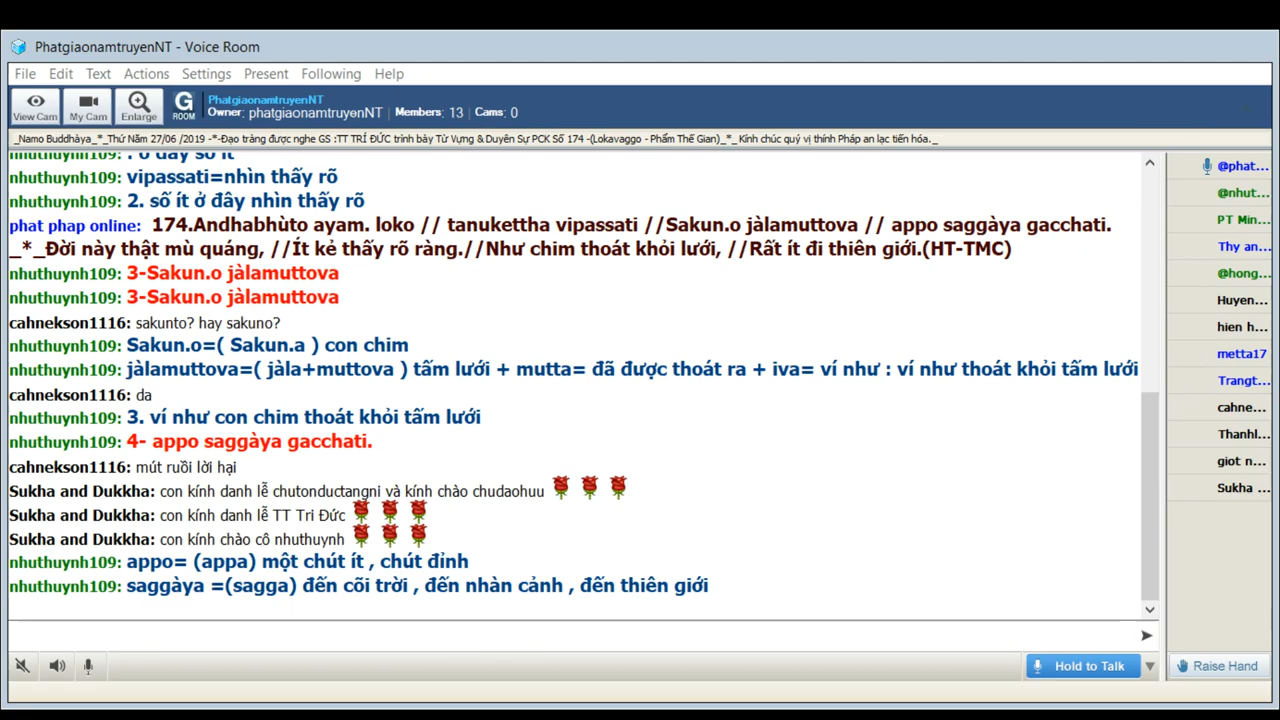 PhatgiaonamtruyenNT - Voice Room
File Edit Text Actions Settings Present Following Help
View Cam My Cam Enlarge G ROOM PhatgiaonamtruyenNT
Owner: phatgiaonamtruyenNT Members: 13 Cams: 0
_Namo Buddhàya_*_Thứ Năm 27/06 /2019 -*-Đạo tràng được nghe GS :TT TRÍ ĐỨC trình bày Từ Vựng & Duyên Sự PCK Số 174 -(Lokavaggo - Phẩm Thế Gian)_*_ Kính chúc quý vị thính Pháp an lạc tiến hóa._
nhuthuynh109: : ở đây số ít
nhuthuynh109: vipassati=nhìn thấy rõ
nhuthuynh109: 2. số ít ở đây nhìn thấy rõ
phat phap online: 174.Andhabhùto ayam. loko // tanukettha vipassati //Sakun.o jàlamuttova // appo saggàya gacchati.
_*_Đời này thật mù quáng, //Ít kẻ thấy rõ ràng.//Như chim thoát khỏi lưới, //Rất ít đi thiên giới.(HT-TMC)
nhuthuynh109: 3-Sakun.o jàlamuttova
nhuthuynh109: 3-Sakun.o jàlamuttova
cahnekson1116: sakunto? hay sakuno?
nhuthuynh109: Sakun.o=( Sakun.a ) con chim
nhuthuynh109: jàlamuttova=( jàla+muttova ) tấm lưới + mutta= đã được thoát ra + iva= ví như : ví như thoát khỏi tấm lưới
cahnekson1116: da
nhuthuynh109: 3. ví như con chim thoát khỏi tấm lưới
nhuthuynh109: 4- appo saggàya gacchati.
cahnekson1116: mút ruồi lời hại
Sukha and Dukkha: con kính danh lễ chutonductangni và kính chào chudaohuu
Sukha and Dukkha: con kính danh lễ TT Tri Đức
Sukha and Dukkha: con kính chào cô nhuthuynh
nhuthuynh109: appo= (appa) một chút ít , chút đỉnh
nhuthuynh109: saggàya =(sagga) đến cõi trời , đến nhàn cảnh , đến thiên giới
@phat...
@nhut...
PT Min...
Thy an...
@hong...
Huyen...
hien h...
metta17
Trangt...
cahne...
Thanhl...
giot n...
Sukha ...
Hold to Talk
Raise Hand